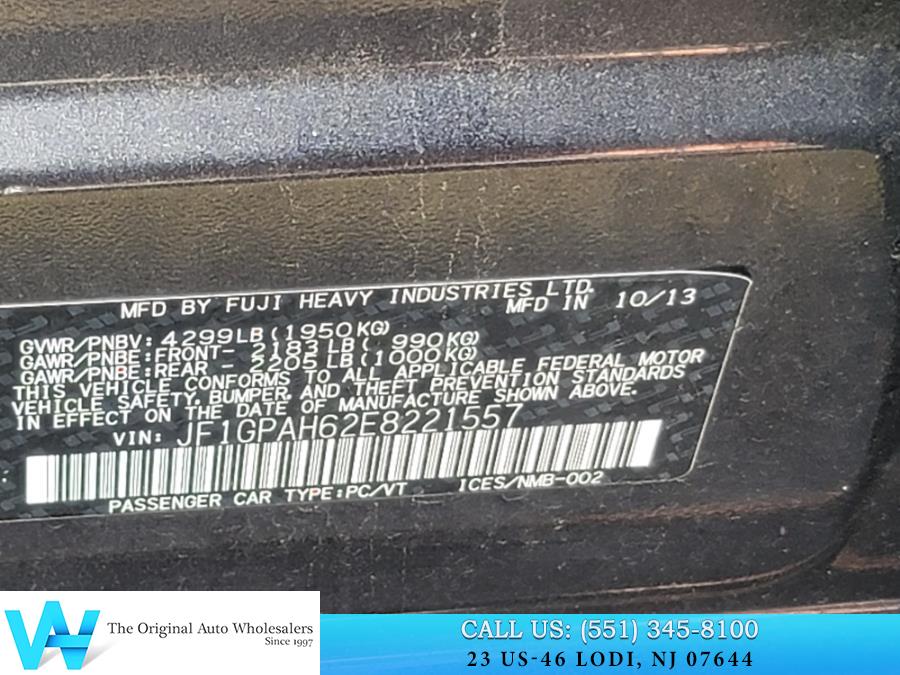 MFD BY FUJI HEAVY INDUSTRIES LTD.
MFD IN 10/13
GVWR/PNBV: 4299LB (1950KG)
GAWR/PNBE: FRONT- 2183LB ( 990KG)
GAWR/PNBE: REAR - 2205LB (1000KG)
THIS VEHICLE CONFORMS TO ALL APPLICABLE FEDERAL MOTOR
VEHICLE SAFETY, BUMPER, AND THEFT PREVENTION STANDARDS
IN EFFECT ON THE DATE OF MANUFACTURE SHOWN ABOVE.
VIN: JF1GPAH62E8221557
PASSENGER CAR TYPE:PC/VT ICES/NMB-002
The Original Auto Wholesalers
Since 1997
CALL US: (551) 345-8100
23 US-46 LODI, NJ 07644